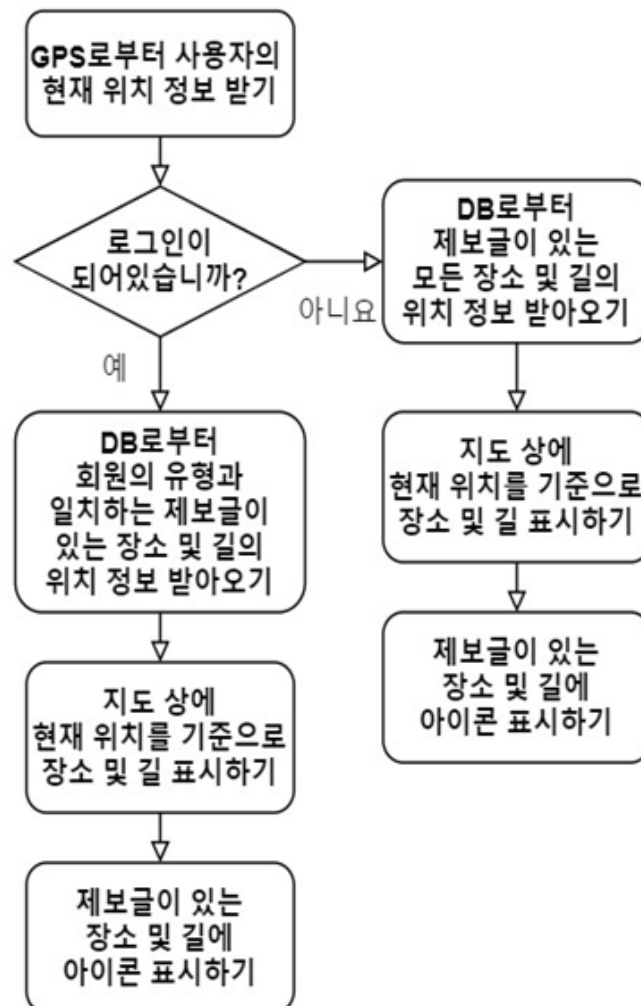 GPS로부터 사용자의
현재 위치 정보 받기
로그인이
되어있습니까?
아니요
예
DB로부터
제보글이 있는
모든 장소 및 길의
위치 정보 받아오기
지도 상에
현재 위치를 기준으로
장소 및 길 표시하기
제보글이 있는
장소 및 길에
아이콘 표시하기
DB로부터
회원의 유형과
일치하는 제보글이
있는 장소 및 길의
위치 정보 받아오기
지도 상에
현재 위치를 기준으로
장소 및 길 표시하기
제보글이 있는
장소 및 길에
아이콘 표시하기